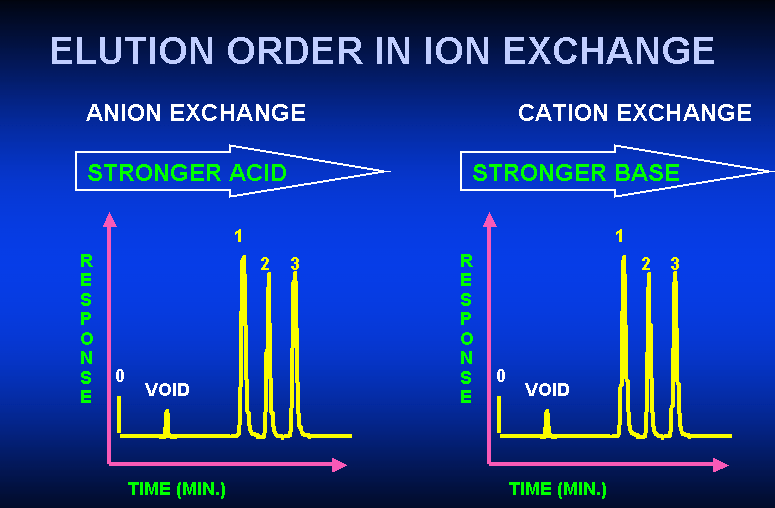 ELUTION ORDER IN ION EXCHANGE
ANION EXCHANGE
STRONGER ACID
RESPONSE
1
2
3
0
VOID
TIME (MIN.)
CATION EXCHANGE
STRONGER BASE
RESPONSE
1
2
3
0
VOID
TIME (MIN.)